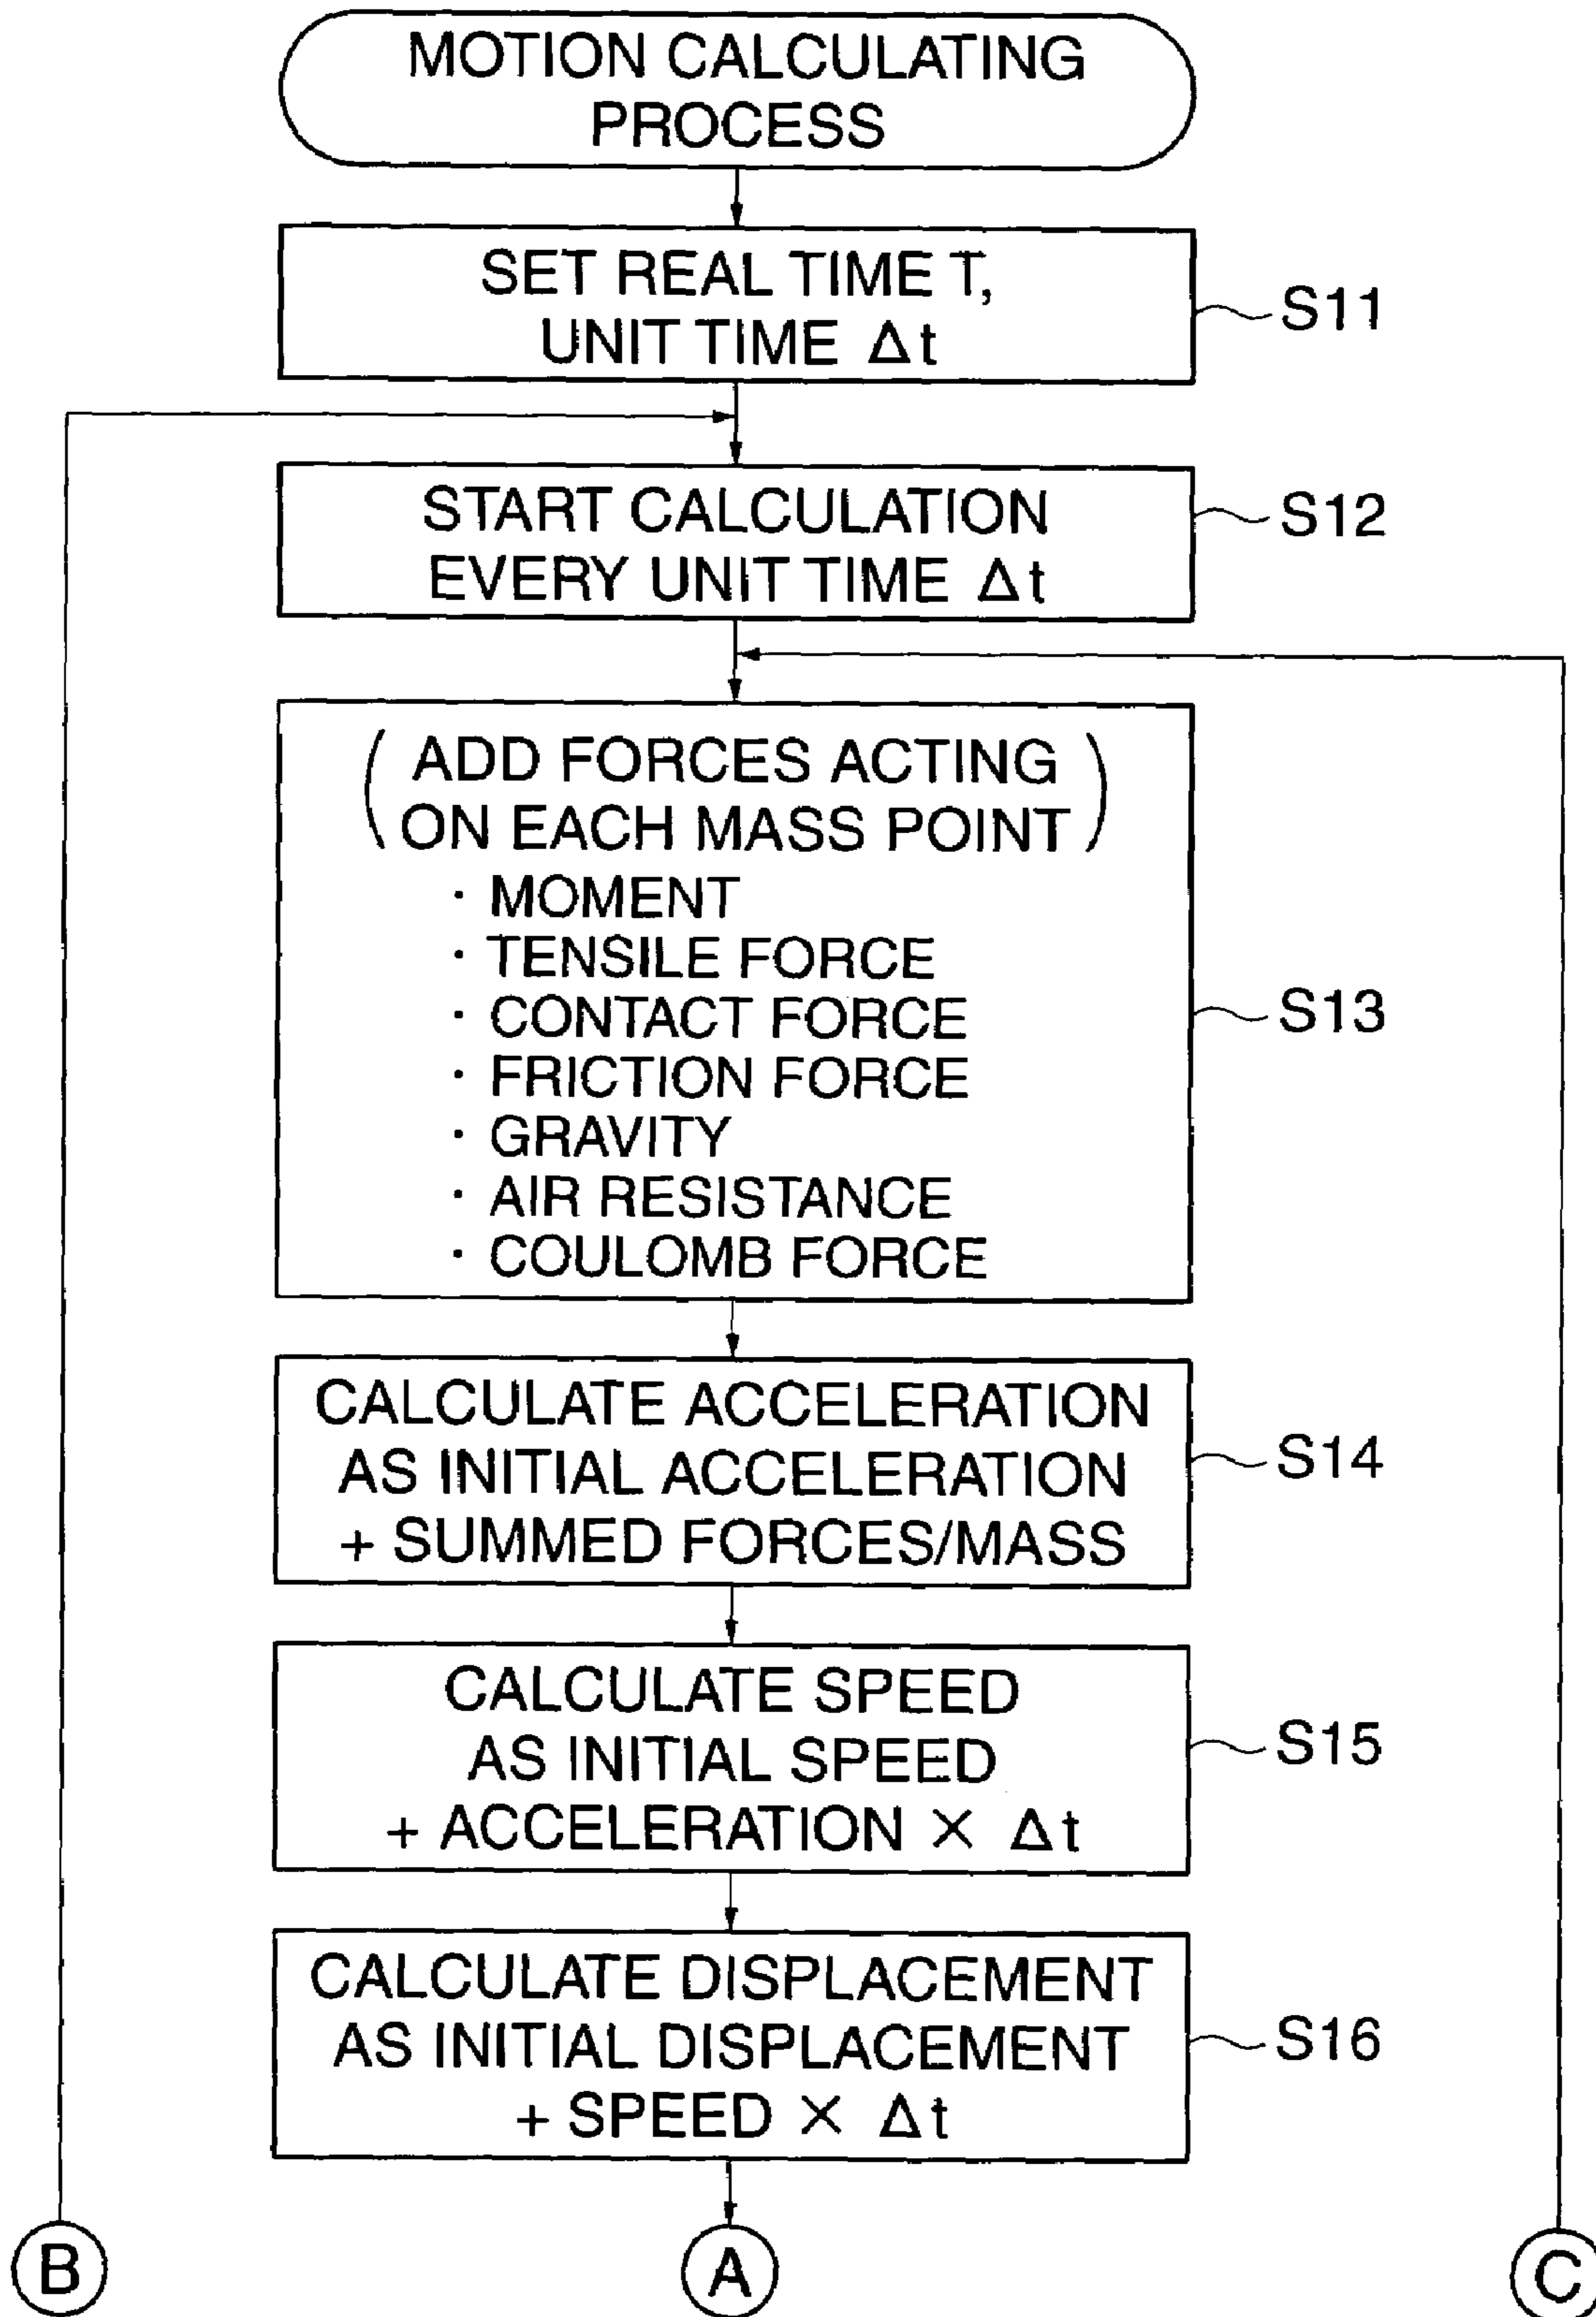 MOTION CALCULATING
PROCESS
SET REAL TIME T,
UNIT TIME Δt
S11
START CALCULATION
EVERY UNIT TIME Δt
S12
(ADD FORCES ACTING
ON EACH MASS POINT)
· MOMENT
· TENSILE FORCE
· CONTACT FORCE
· FRICTION FORCE
· GRAVITY
· AIR RESISTANCE
· COULOMB FORCE
S13
CALCULATE ACCELERATION
AS INITIAL ACCELERATION
+ SUMMED FORCES/MASS
S14
CALCULATE SPEED
AS INITIAL SPEED
+ ACCELERATION × Δt
S15
CALCULATE DISPLACEMENT
AS INITIAL DISPLACEMENT
+ SPEED × Δt
S16
B
A
C